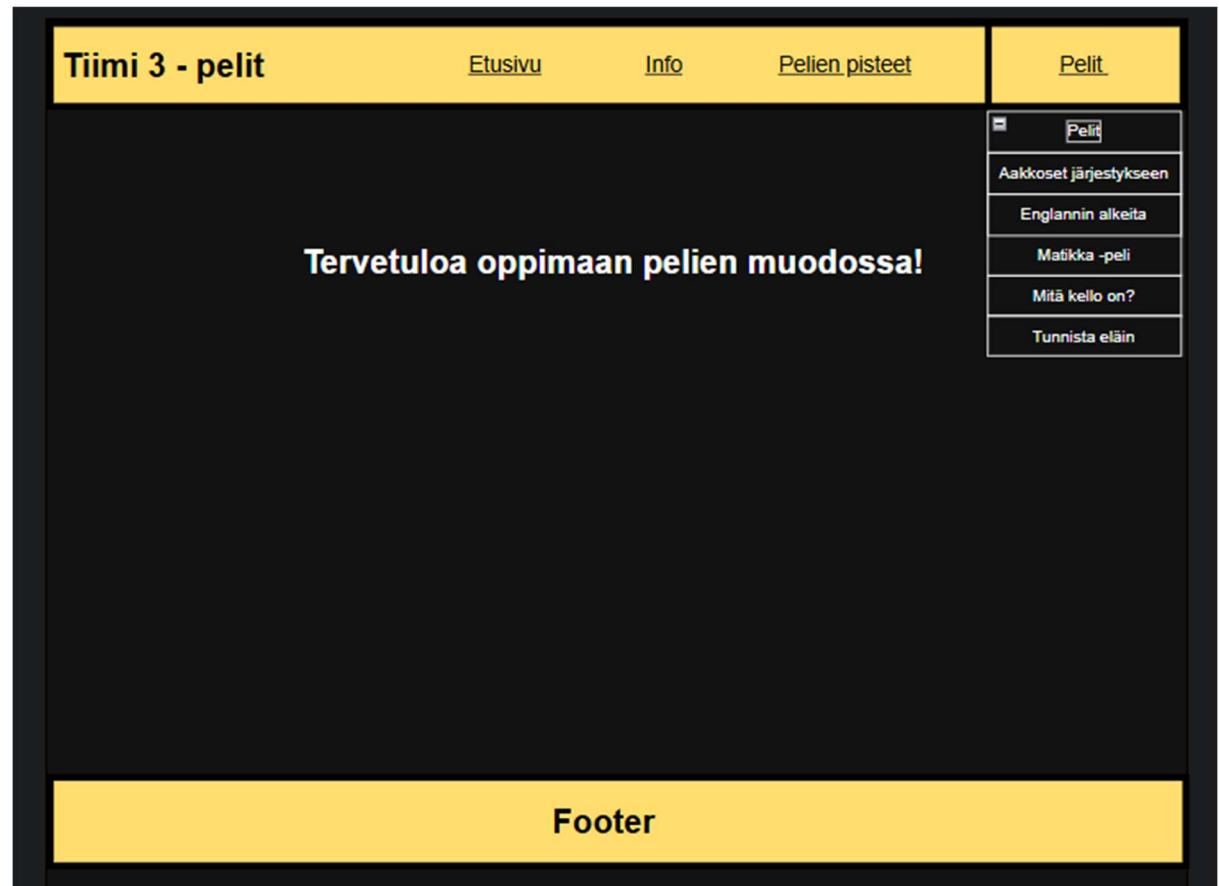 Tiimi 3 - pelit
Etusivu
Info
Pelien pisteet
Pelit
Pelit
Aakkoset järjestykseen
Englannin alkeita
Matikka -peli
Mitä kello on?
Tunnista eläin
Tervetuloa oppimaan pelien muodossa!
Footer